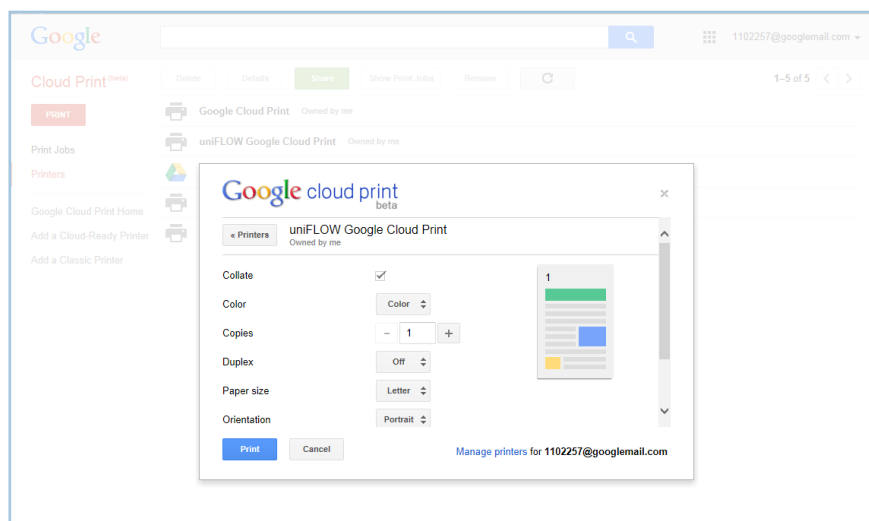 Google
1102257@googlemail.com
Cloud Print (beta)
Delete Details Share Show Print Jobs Rename 1–5 of 5
PRINT
Google Cloud Print Owned by me
Print Jobs
uniFLOW Google Cloud Print Owned by me
Printers
Google Cloud Print Home
Add a Cloud-Ready Printer
Add a Classic Printer
Google cloud print
beta
« Printers
uniFLOW Google Cloud Print
Owned by me
Collate
Color Color
Copies - 1 +
Duplex Off
Paper size Letter
Orientation Portrait
1
Print Cancel
Manage printers for 1102257@googlemail.com